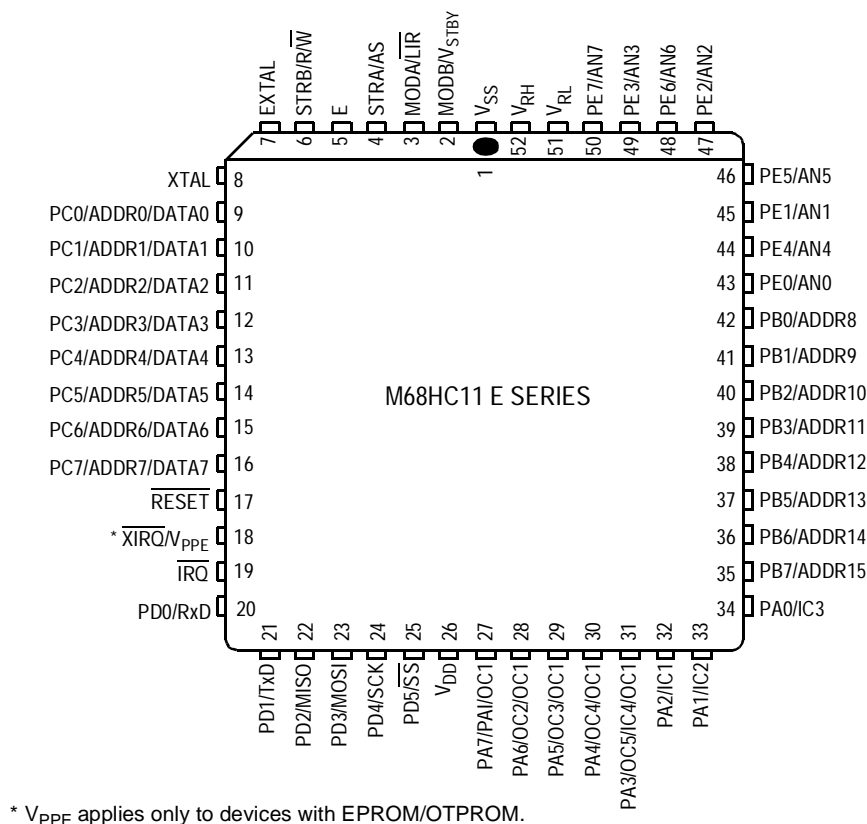 EXTAL
STRB/R/W̅
E
STRA/AS
MODA/L̅I̅R̅
MODB/VSTBY
VSS
VRH
VRL
PE7/AN7
PE3/AN3
PE6/AN6
PE2/AN2
7
6
5
4
3
2
1
52
51
50
49
48
47
XTAL 8
PC0/ADDR0/DATA0 9
PC1/ADDR1/DATA1 10
PC2/ADDR2/DATA2 11
PC3/ADDR3/DATA3 12
PC4/ADDR4/DATA4 13
PC5/ADDR5/DATA5 14
PC6/ADDR6/DATA6 15
PC7/ADDR7/DATA7 16
R̅E̅S̅E̅T̅ 17
* X̅I̅R̅Q̅/VPPE 18
I̅R̅Q̅ 19
PD0/RxD 20
M68HC11 E SERIES
46 PE5/AN5
45 PE1/AN1
44 PE4/AN4
43 PE0/AN0
42 PB0/ADDR8
41 PB1/ADDR9
40 PB2/ADDR10
39 PB3/ADDR11
38 PB4/ADDR12
37 PB5/ADDR13
36 PB6/ADDR14
35 PB7/ADDR15
34 PA0/IC3
21
22
23
24
25
26
27
28
29
30
31
32
33
PD1/TxD
PD2/MISO
PD3/MOSI
PD4/SCK
PD5/S̅S̅
VDD
PA7/PAI/OC1
PA6/OC2/OC1
PA5/OC3/OC1
PA4/OC4/OC1
PA3/OC5/IC4/OC1
PA2/IC1
PA1/IC2
* VPPE applies only to devices with EPROM/OTPROM.